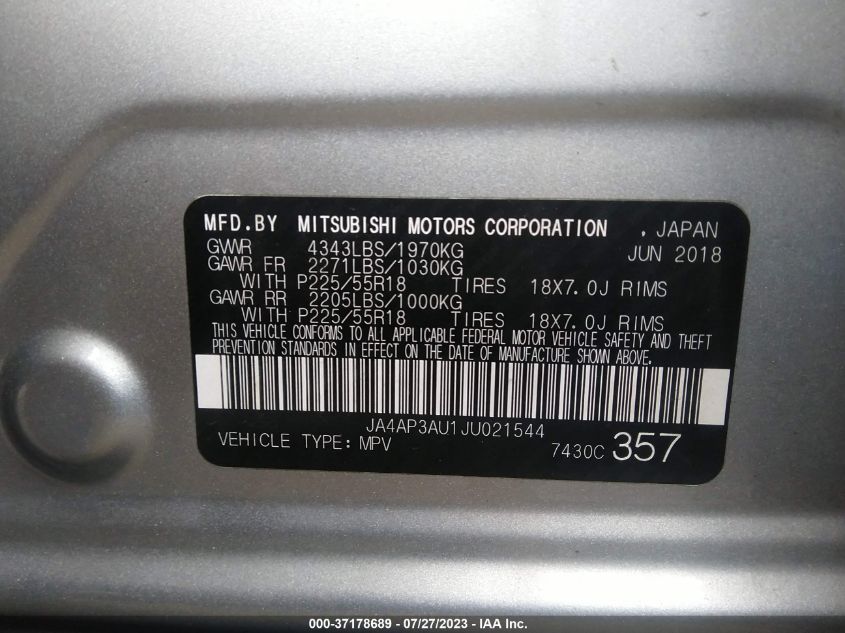 MFD.BY MITSUBISHI MOTORS CORPORATION . JAPAN
GVWR 4343LBS/1970KG JUN 2018
GAWR FR 2271LBS/1030KG
WITH P225/55R18 TIRES 18X7.0J RIMS
GAWR RR 2205LBS/1000KG
WITH P225/55R18 TIRES 18X7.0J RIMS
THIS VEHICLE CONFORMS TO ALL APPLICABLE FEDERAL MOTOR VEHICLE SAFETY AND THEFT
PREVENTION STANDARDS IN EFFECT ON THE DATE OF MANUFACTURE SHOWN ABOVE.
JA4AP3AU1JU021544
VEHICLE TYPE: MPV 7430C 357
000-37178689 / 07/27/2023 - IAA Inc.